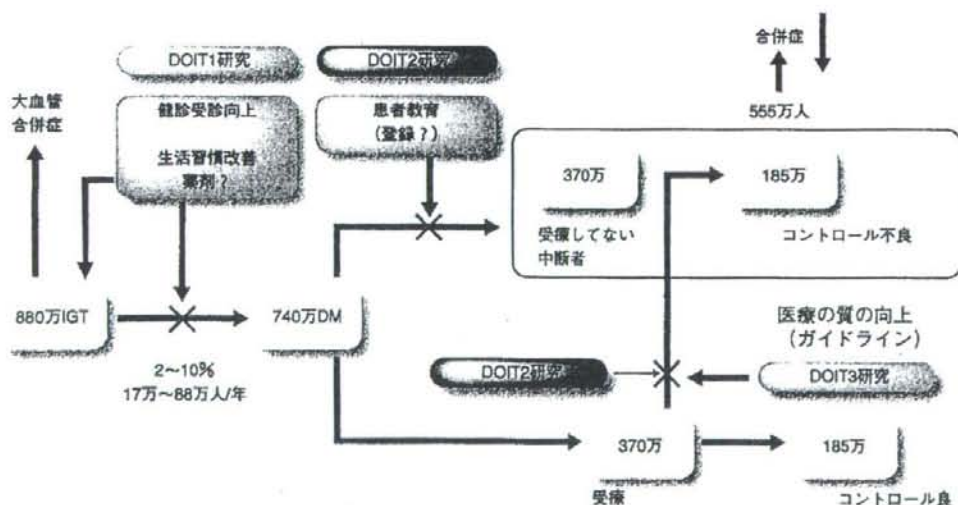 合併症
DOIT1研究
DOIT2研究
大血管
合併症
健診受診向上
生活習慣改善
薬剤?
患者教育
(登録?)
555万人
370万
185万
受療してない
中断者
コントロール不良
880万IGT
740万DM
2~10%
17万~88万人/年
医療の質の向上
(ガイドライン)
DOIT2研究
DOIT3研究
370万
185万
受療
コントロール良